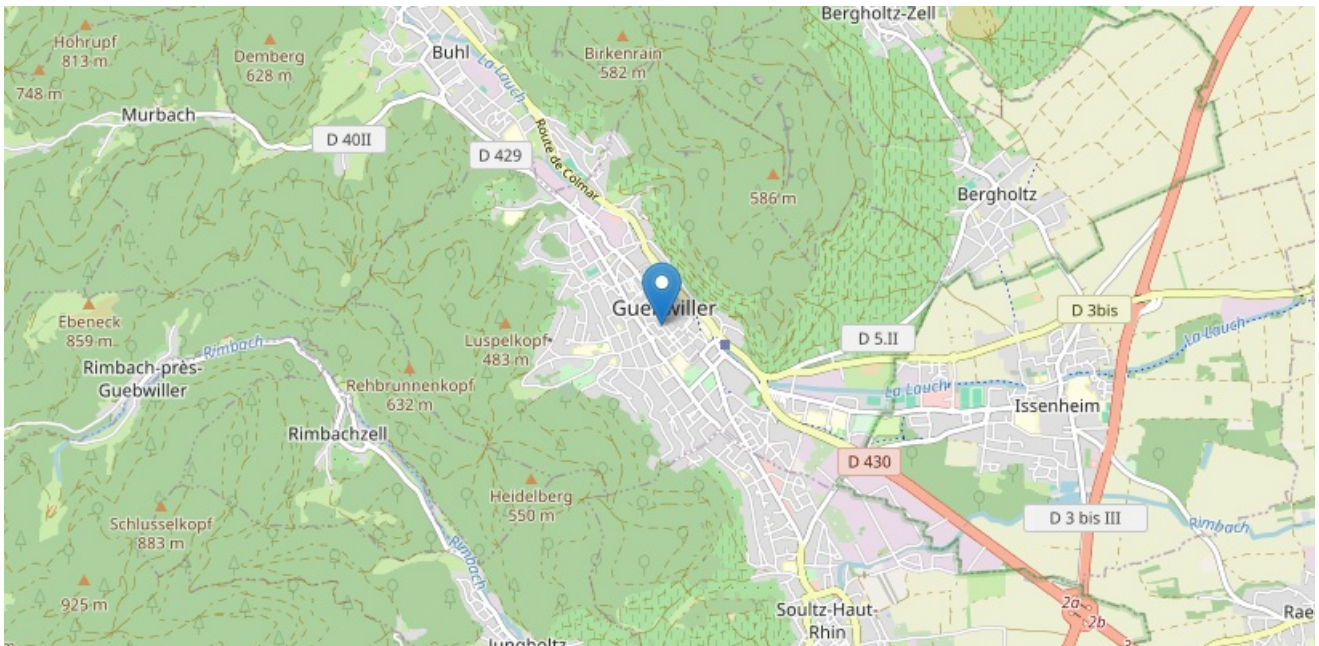 Bergholtz-Zell
Hohrupf
813 m
Demberg
628 m
Buhl
La Lauch
Birkenrain
582 m
748 m
Murbach
D 40II
D 429
Route de Colmar
586 m
Bergholtz
Guebwiller
Ebeneck
859 m
D 3bis
D 5.II
La Lauch
Luspelkopf
483 m
Rimbach
Rimbach-près-
Guebwiller
Rehbrunnenkopf
632 m
La Lauch
Issenheim
Rimbachzell
D 430
Heidelberg
550 m
Schlusselkopf
883 m
D 3 bis III
Rimbach
Rimbach
925 m
Soultz-Haut-
Rhin
2a
2b
Rae
Jungholtz